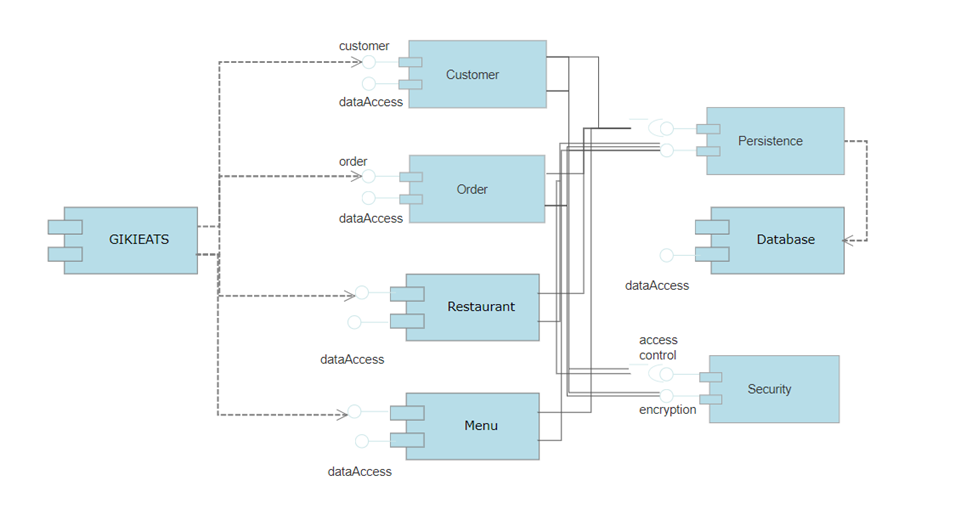 customer
Customer
dataAccess
Persistence
order
Order
dataAccess
GIKIEATS
Database
dataAccess
Restaurant
access
control
dataAccess
Security
encryption
Menu
dataAccess